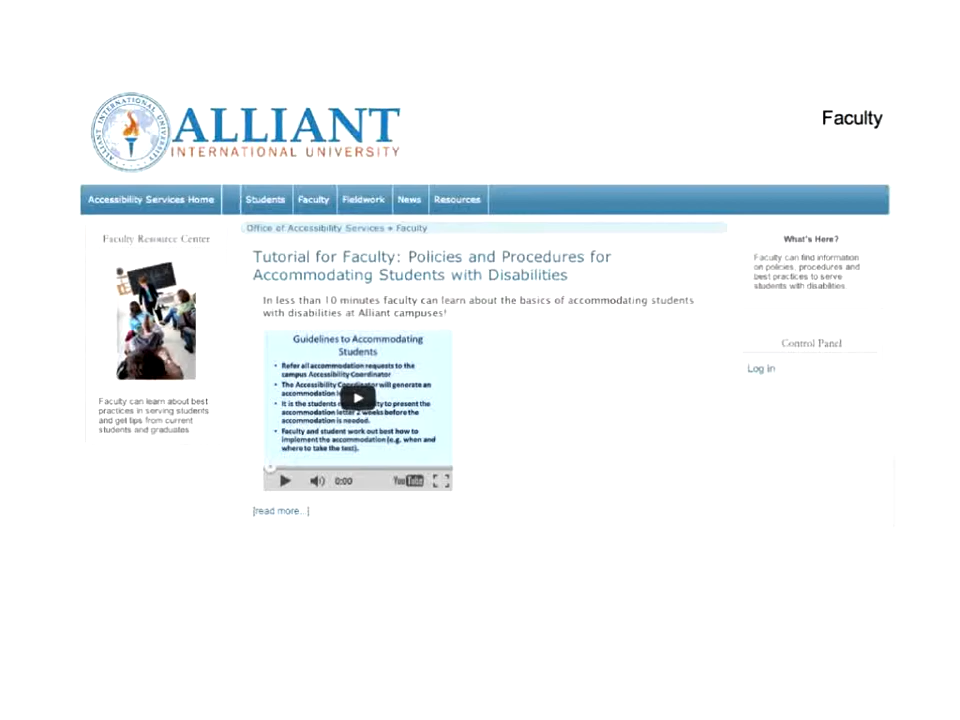 ALLIANT INTERNATIONAL UNIVERSITY
ALLIANT
INTERNATIONAL UNIVERSITY
Faculty
Accessibility Services Home
Students
Faculty
Fieldwork
News
Resources
Faculty Resource Center
Faculty can learn about best
practices in serving students
and get tips from current
students and graduates
Office of Accessibility Services » Faculty
Tutorial for Faculty: Policies and Procedures for
Accommodating Students with Disabilities
In less than 10 minutes faculty can learn about the basics of accommodating students
with disabilities at Alliant campuses!
Guidelines to Accommodating
Students
• Refer all accommodation requests to the
campus Accessibility Coordinator
• The Accessibility Coordinator will generate an
accommodation
• It is the students to present the
accommodation letter 2 weeks before the
accommodation is needed.
• Faculty and student work out best how to
implement the accommodation (e.g. when and
where to take the test).
0:00
YouTube
[read more...]
What's Here?
Faculty can find information
on policies, procedures and
best practices to serve
students with disabilities
Control Panel
Log in